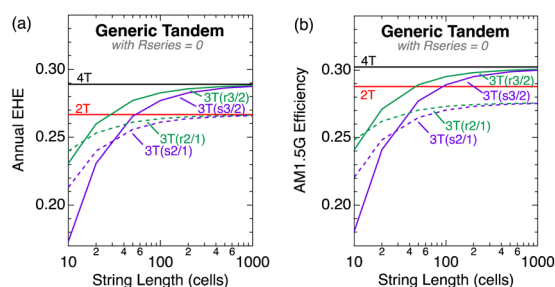 (a)
Generic Tandem
with Rseries = 0
4T
3T(r3/2)
3T(s3/2)
2T
3T(r2/1)
3T(s2/1)
Annual EHE
0.30
0.25
0.20
10 2 4 6 100 2 4 6 1000
String Length (cells)
(b)
Generic Tandem
with Rseries = 0
4T
2T
3T(r3/2)
3T(s3/2)
3T(r2/1)
3T(s2/1)
AM1.5G Efficiency
0.30
0.25
0.20
10 2 4 6 100 2 4 6 1000
String Length (cells)